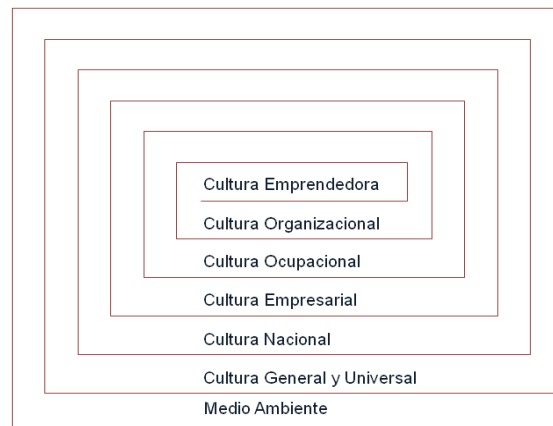 Cultura Emprendedora
Cultura Organizacional
Cultura Ocupacional
Cultura Empresarial
Cultura Nacional
Cultura General y Universal
Medio Ambiente